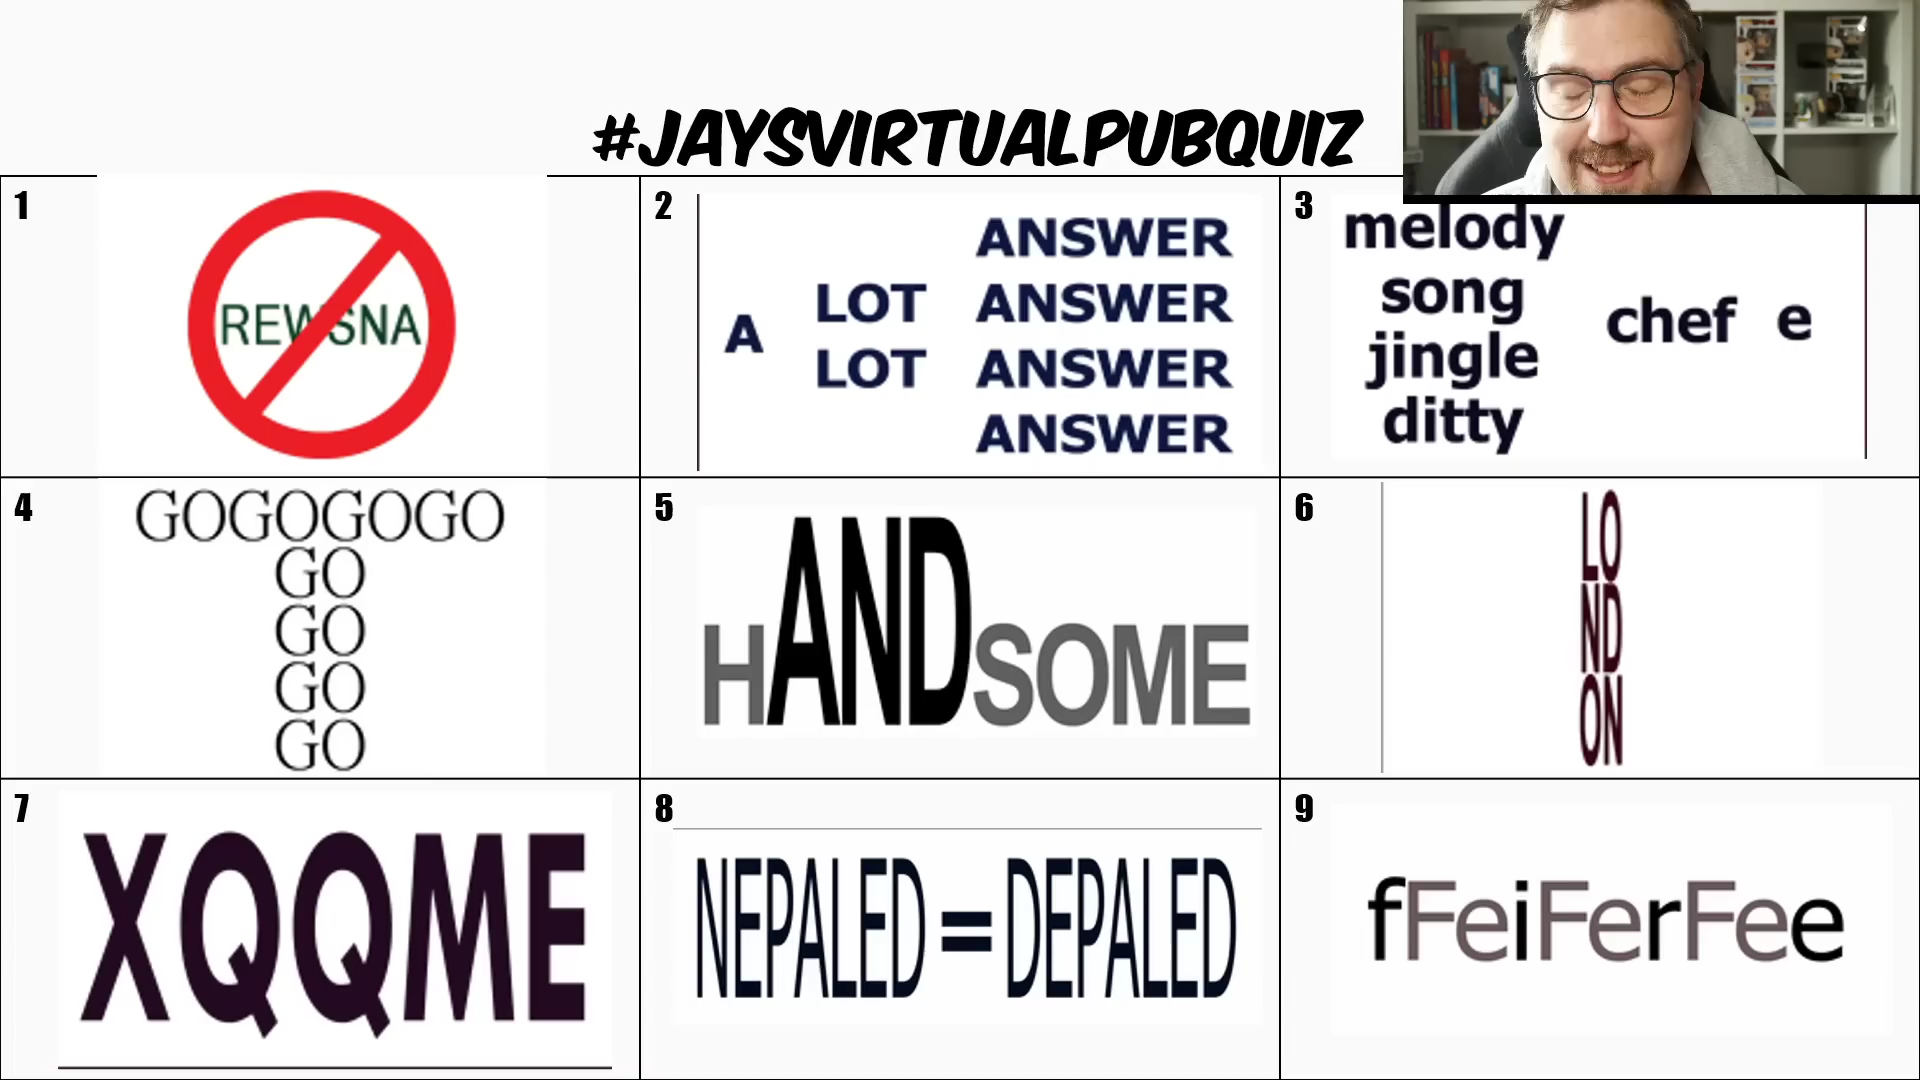 #JAYSVIRTUALPUBQUIZ
1
REWSNA
2
ANSWER
LOT ANSWER
A
LOT ANSWER
ANSWER
3
melody
song
chef e
jingle
ditty
4
GOGOGOGO
GO
GO
GO
GO
5
HANDSOME
6
LO
ND
ON
7
XQQME
8
NEPALED = DEPALED
9
fFeiFerFee